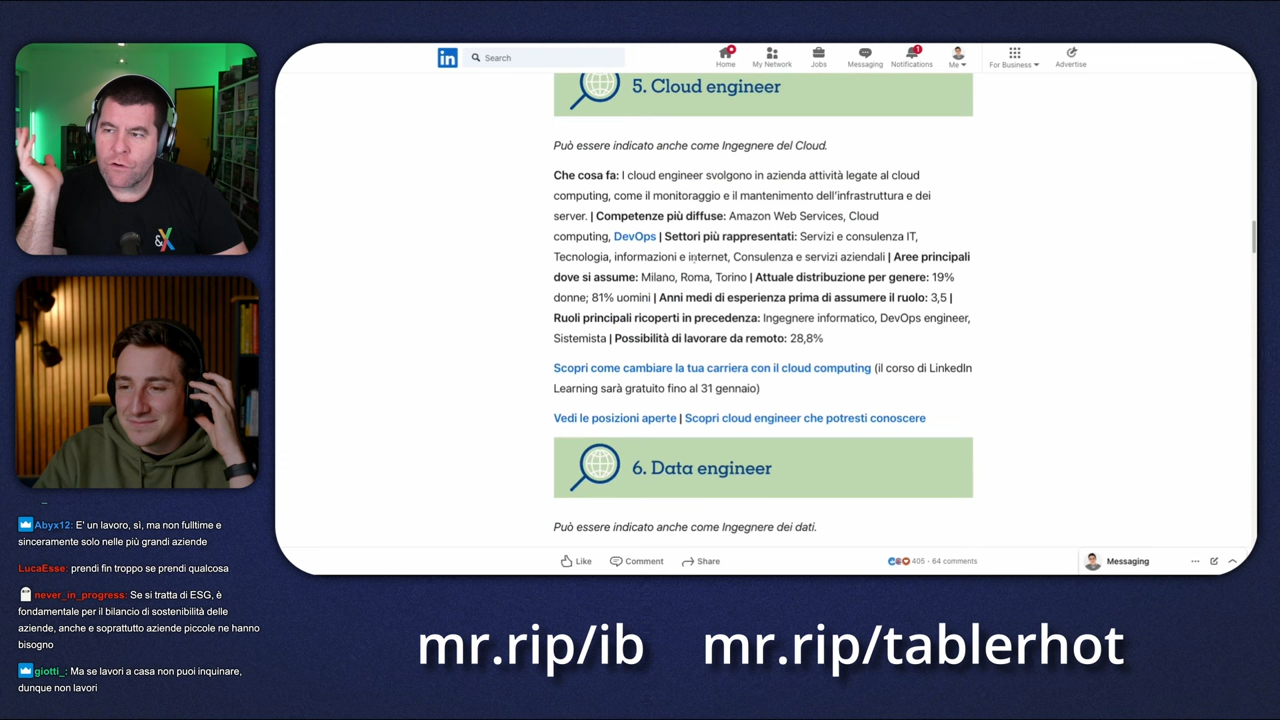 in
Search
Home
My Network
Jobs
Messaging
1
Notifications
Me
For Business
Advertise
5. Cloud engineer
Può essere indicato anche come Ingegnere del Cloud.
Che cosa fa: I cloud engineer svolgono in azienda attività legate al cloud
computing, come il monitoraggio e il mantenimento dell'infrastruttura e dei
server. | Competenze più diffuse: Amazon Web Services, Cloud
computing, DevOps | Settori più rappresentati: Servizi e consulenza IT,
Tecnologia, informazioni e internet, Consulenza e servizi aziendali | Aree principali
dove si assume: Milano, Roma, Torino | Attuale distribuzione per genere: 19%
donne; 81% uomini | Anni medi di esperienza prima di assumere il ruolo: 3,5 |
Ruoli principali ricoperti in precedenza: Ingegnere informatico, DevOps engineer,
Sistemista | Possibilità di lavorare da remoto: 28,8%
Scopri come cambiare la tua carriera con il cloud computing (il corso di LinkedIn
Learning sarà gratuito fino al 31 gennaio)
Vedi le posizioni aperte | Scopri cloud engineer che potresti conoscere
6. Data engineer
Può essere indicato anche come Ingegnere dei dati.
Like
Comment
Share
405 · 64 comments
Messaging
&X
Abyx12: E' un lavoro, sì, ma non fulltime e
sinceramente solo nelle più grandi aziende
LucaEsse: prendi fin troppo se prendi qualcosa
never_in_progress: Se si tratta di ESG, è
fondamentale per il bilancio di sostenibilità delle
aziende, anche e soprattutto aziende piccole ne hanno
bisogno
giotti_: Ma se lavori a casa non puoi inquinare,
dunque non lavori
mr.rip/ib
mr.rip/tablerhot